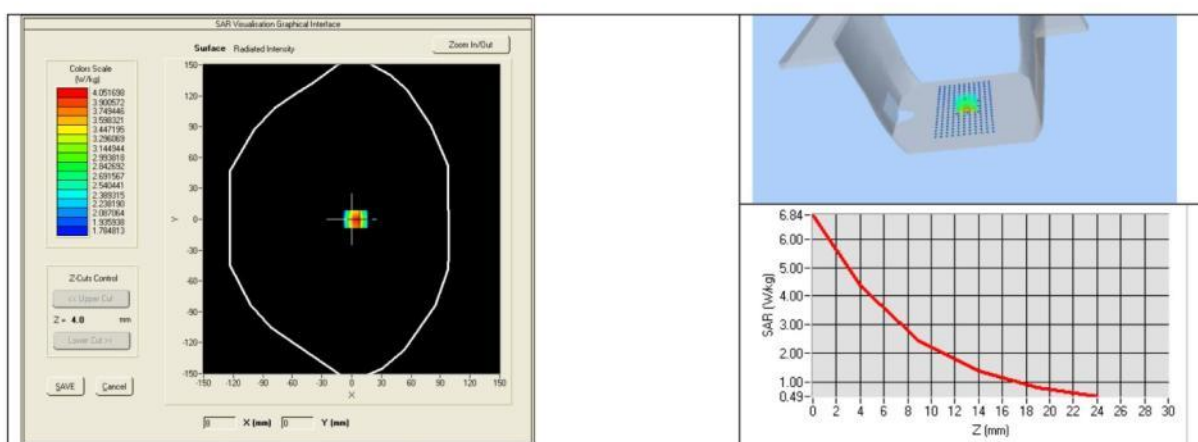 SAR Visualisation Graphical Interface
Surface Radiated Intensity
Zoom In/Out
Colors Scale
(W/kg)
4.051698
3.900572
3.749446
3.598321
3.447195
3.296069
3.144944
2.993818
2.842692
2.691567
2.540441
2.389315
2.238190
2.087064
1.935938
1.784813
Z-Cuts Control
<< Upper Cut
Z = 4.0 mm
Lower Cut >>
SAVE Cancel
150-
120-
90-
60-
30-
0-
-30-
-60-
-90-
-120-
-150-
Y
-150 -120 -90 -60 -30 0 30 60 90 120 150
X
X (mm) 0 Y (mm)
6.84-
6.00-
5.00-
4.00-
3.00-
2.00-
1.00-
0.49-
SAR (W/kg)
0 2 4 6 8 10 12 14 16 18 20 22 24 26 28 30
Z (mm)